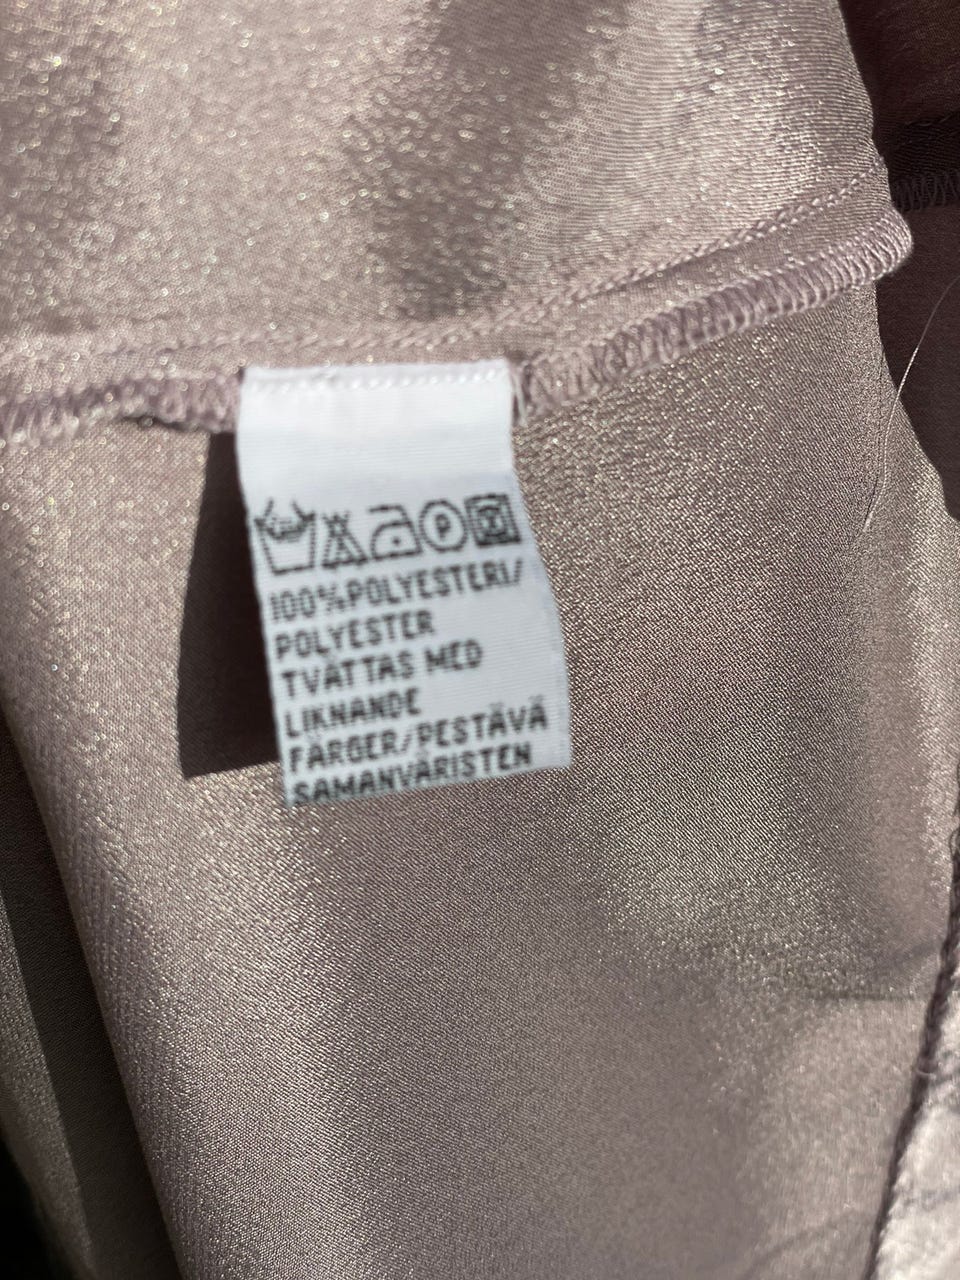 100%POLYESTERI/
POLYESTER
TVÄTTAS MED
LIKNANDE
FÄRGER/PESTÄVÄ
SAMANVÄRISTEN